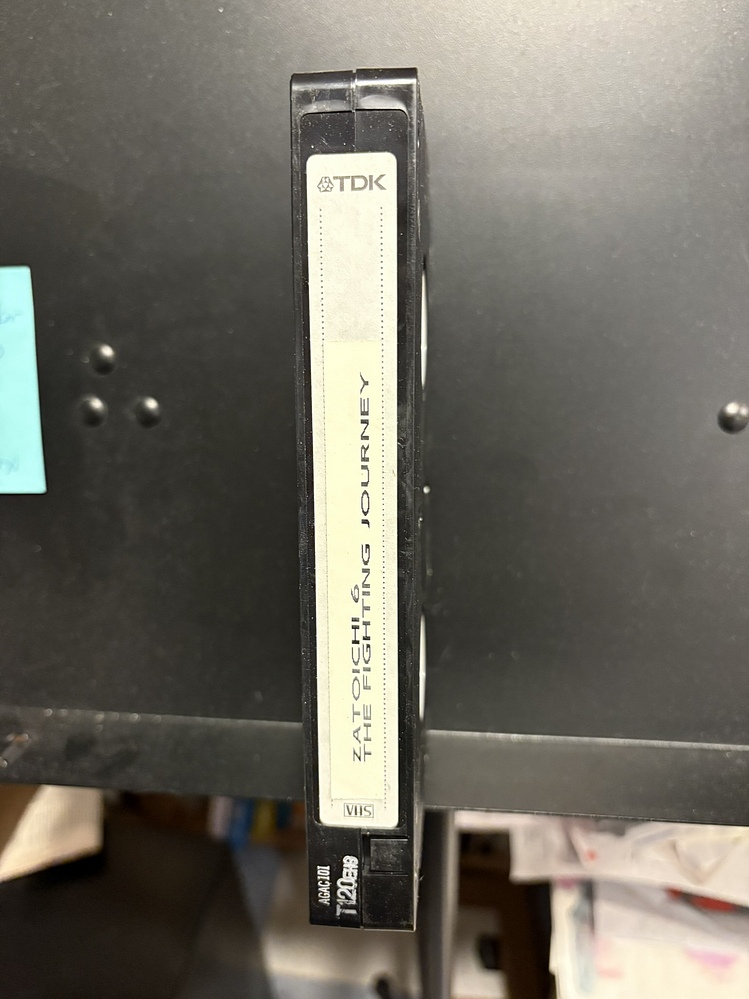 TDK
ZATOICHI 6
THE FIGHTING JOURNEY
VHS
AGAC101
T120EHG